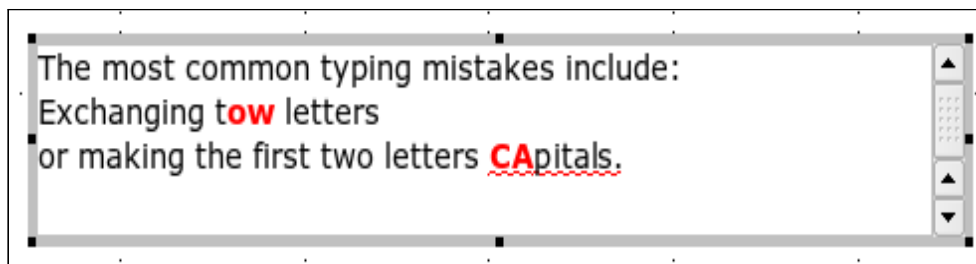 The most common typing mistakes include:
Exchanging tow letters
or making the first two letters CApitals.